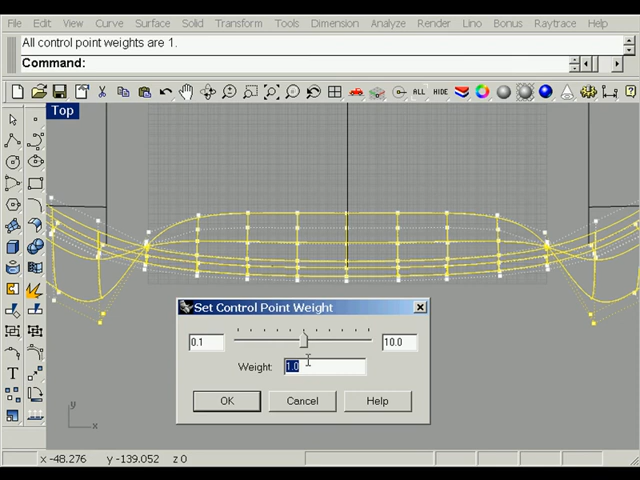 File Edit View Curve Surface Solid Transform Tools Dimension Analyze Render Lino Bonus Raytrace Help
All control point weights are 1.
Command:
ALL HIDE
Top
Set Control Point Weight
0.1 10.0
Weight: 1.0
OK Cancel Help
T
y
x
x -48.276 y -139.052 z 0